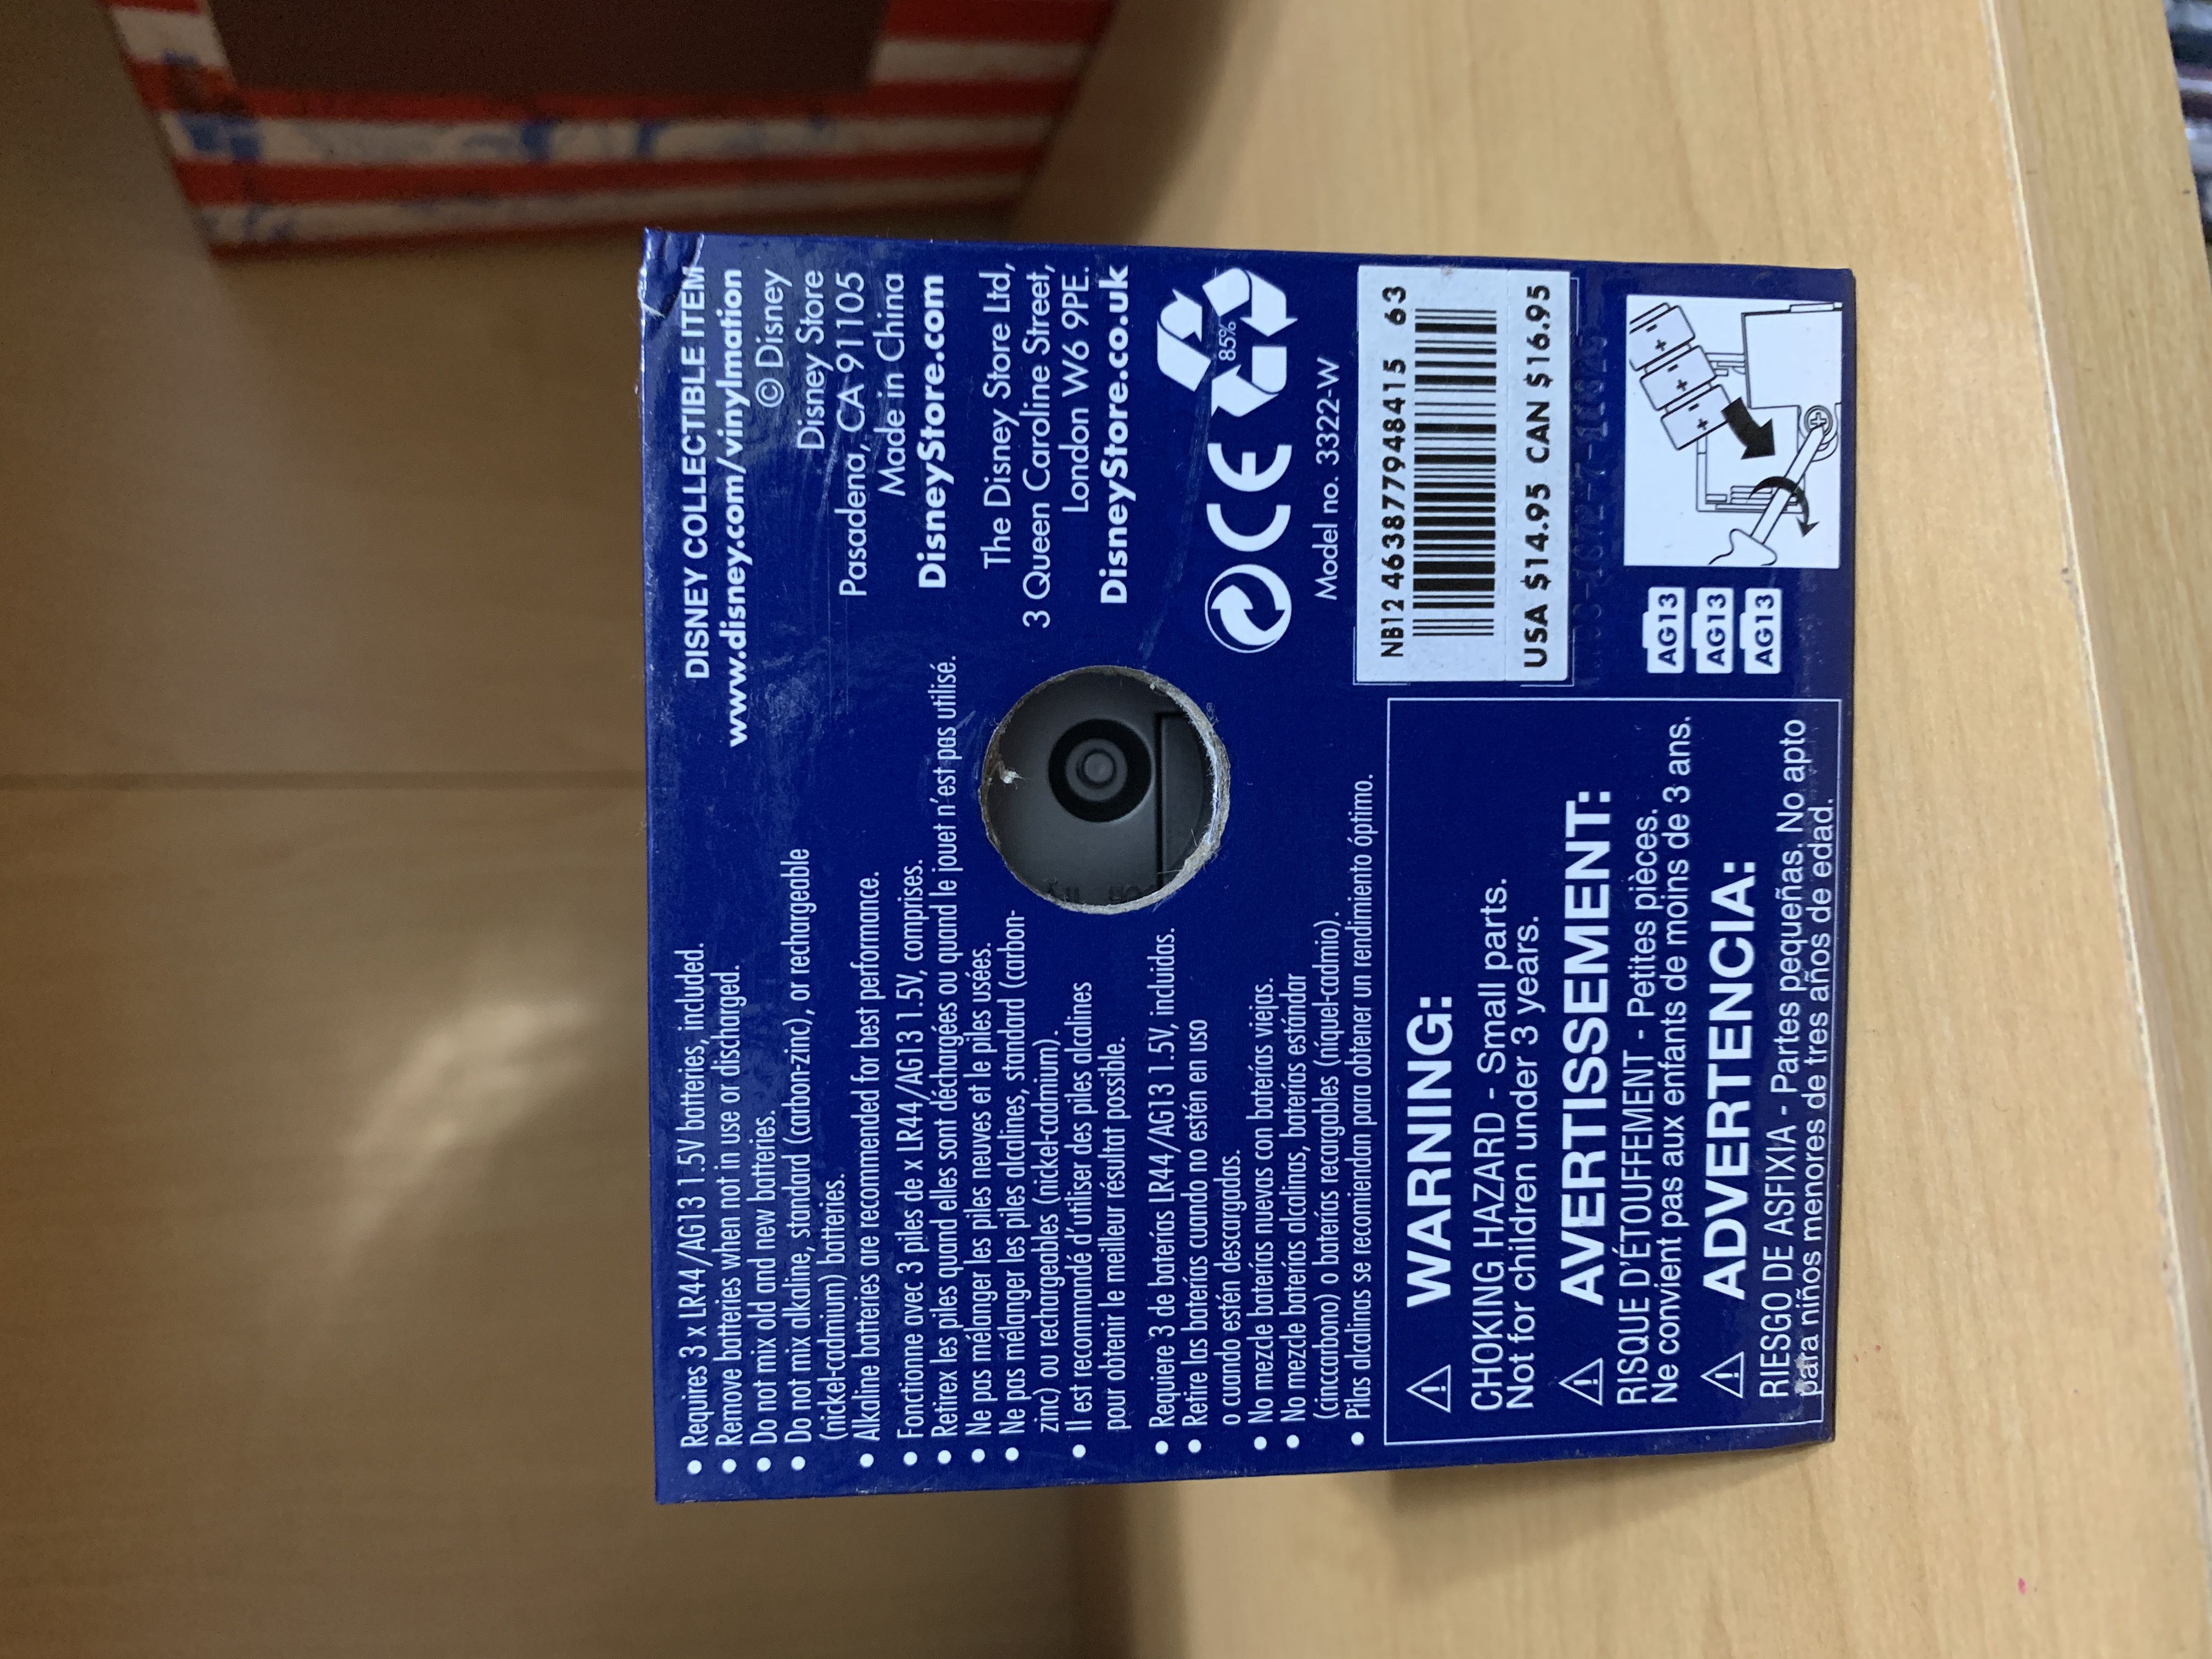 • Requires 3 x LR44/AG13 1.5V batteries, included.
• Remove batteries when not in use or discharged.
• Do not mix old and new batteries.
• Do not mix alkaline, standard (carbon-zinc), or rechargeable
(nickel-cadmium) batteries.
• Alkaline batteries are recommended for best performance.
• Fonctionne avec 3 piles de x LR44/AG13 1.5V, comprises.
• Retirex les piles quand elles sont déchargées ou quand le jouet n'est pas utilisé.
• Ne pas mélanger les piles neuves et le piles usées.
• Ne pas mélanger les piles alcalines, standard (carbon-
zinc) ou rechargeables (nickel-cadmium).
• Il est recommandé d'utiliser des piles alcalines
pour obtenir le meilleur résultat possible.
• Requiere 3 de baterías LR44/AG13 1.5V, incluidas.
• Retire las baterías cuando no estén en uso
o cuando estén descargadas.
• No mezcle baterías nuevas con baterías viejas.
• No mezcle baterías alcalinas, baterías estándar
(cinccarbono) o baterías recargables (níquel-cadmio).
• Pilas alcalinas se recomiendan para obtener un rendimiento óptimo.
DISNEY COLLECTIBLE ITEM
www.disney.com/vinylmation
© Disney
Disney Store
Pasadena, CA 91105
Made in China
DisneyStore.com
The Disney Store Ltd,
3 Queen Caroline Street,
London W6 9PE.
DisneyStore.co.uk
CE
85%
Model no. 3322-W
NB12 463877948415 63
USA $14.95 CAN $16.95
⚠ WARNING:
CHOKING HAZARD - Small parts.
Not for children under 3 years.
⚠ AVERTISSEMENT:
RISQUE D'ÉTOUFFEMENT - Petites pièces.
Ne convient pas aux enfants de moins de 3 ans.
⚠ ADVERTENCIA:
RIESGO DE ASFIXIA - Partes pequeñas. No apto
para niños menores de tres años de edad.
AG13
AG13
AG13